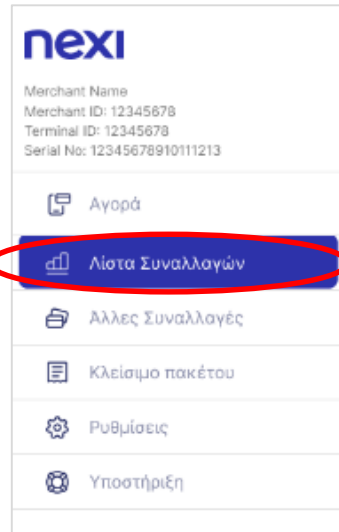 nexi
Merchant Name
Merchant ID: 12345678
Terminal ID: 12345678
Serial No: 12345678910111213
Αγορά
Λίστα Συναλλαγών
Άλλες Συναλλαγές
Κλείσιμο πακέτου
Ρυθμίσεις
Υποστήριξη